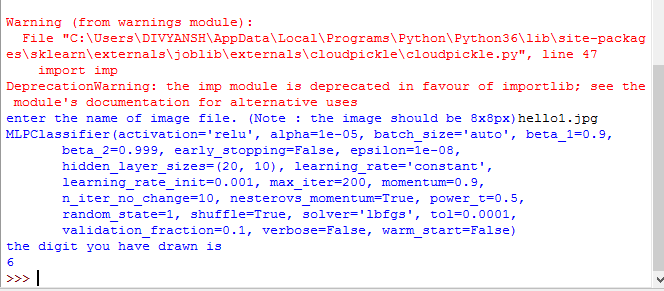 Warning (from warnings module):
  File "C:\Users\DIVYANSH\AppData\Local\Programs\Python\Python36\lib\site-packag
es\sklearn\externals\joblib\externals\cloudpickle\cloudpickle.py", line 47
    import imp
DeprecationWarning: the imp module is deprecated in favour of importlib; see the
 module's documentation for alternative uses
enter the name of image file. (Note : the image should be 8x8px)hello1.jpg
MLPClassifier(activation='relu', alpha=1e-05, batch_size='auto', beta_1=0.9,
       beta_2=0.999, early_stopping=False, epsilon=1e-08,
       hidden_layer_sizes=(20, 10), learning_rate='constant',
       learning_rate_init=0.001, max_iter=200, momentum=0.9,
       n_iter_no_change=10, nesterovs_momentum=True, power_t=0.5,
       random_state=1, shuffle=True, solver='lbfgs', tol=0.0001,
       validation_fraction=0.1, verbose=False, warm_start=False)
the digit you have drawn is
6
>>>